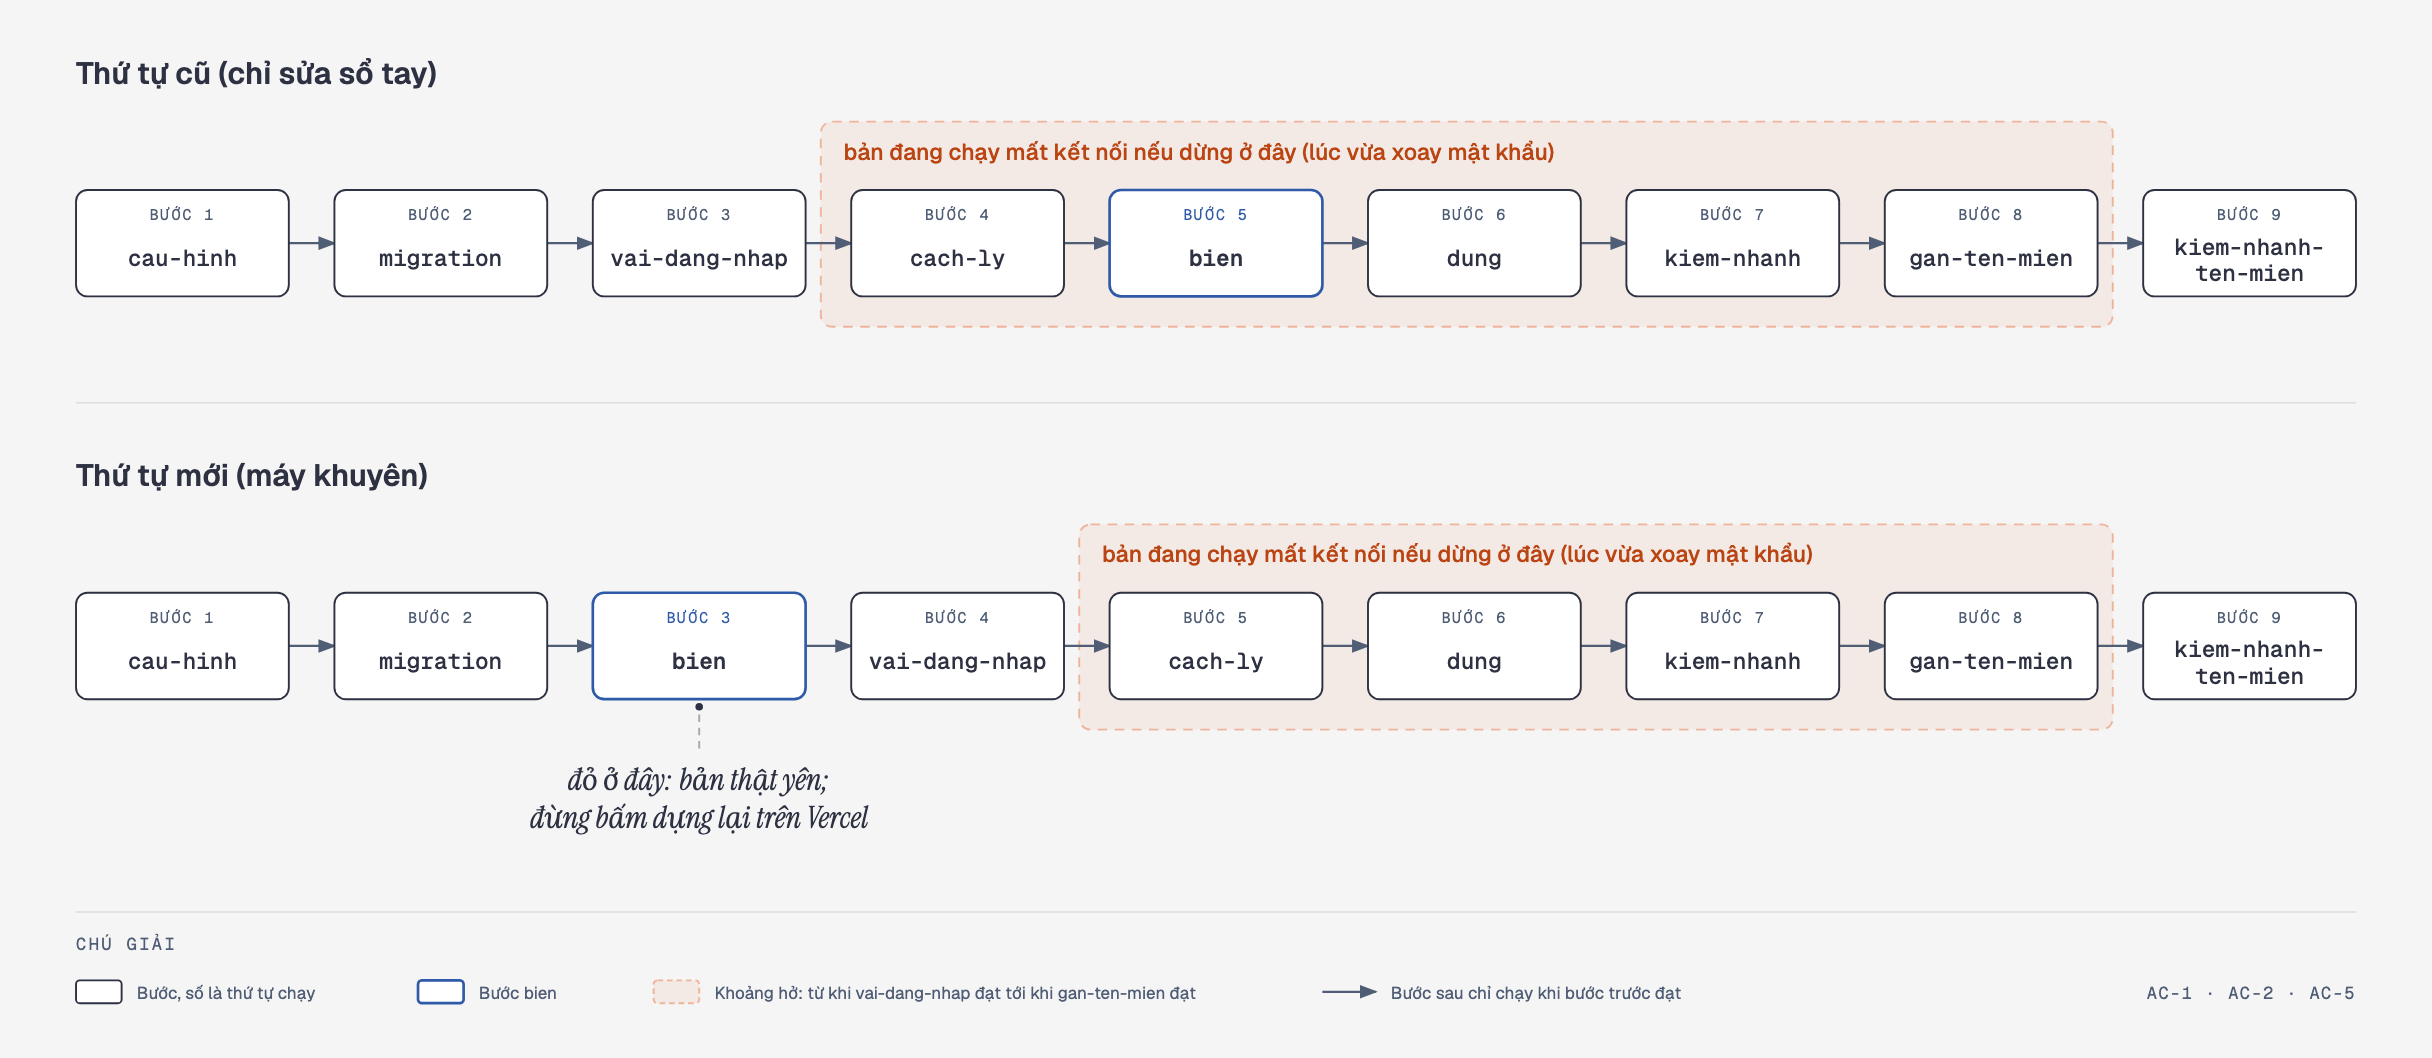 Thứ tự cũ (chỉ sửa sổ tay)
bản đang chạy mất kết nối nếu dừng ở đây (lúc vừa xoay mật khẩu)
BƯỚC 1
cau-hinh
BƯỚC 2
migration
BƯỚC 3
vai-dang-nhap
BƯỚC 4
cach-ly
BƯỚC 5
bien
BƯỚC 6
dung
BƯỚC 7
kiem-nhanh
BƯỚC 8
gan-ten-mien
BƯỚC 9
kiem-nhanh-
ten-mien
Thứ tự mới (máy khuyên)
bản đang chạy mất kết nối nếu dừng ở đây (lúc vừa xoay mật khẩu)
BƯỚC 1
cau-hinh
BƯỚC 2
migration
BƯỚC 3
bien
BƯỚC 4
vai-dang-nhap
BƯỚC 5
cach-ly
BƯỚC 6
dung
BƯỚC 7
kiem-nhanh
BƯỚC 8
gan-ten-mien
BƯỚC 9
kiem-nhanh-
ten-mien
đỏ ở đây: bản thật yên;
đừng bấm dựng lại trên Vercel
CHÚ GIẢI
Bước, số là thứ tự chạy
Bước bien
Khoảng hở: từ khi vai-dang-nhap đạt tới khi gan-ten-mien đạt
Bước sau chỉ chạy khi bước trước đạt
AC-1 · AC-2 · AC-5